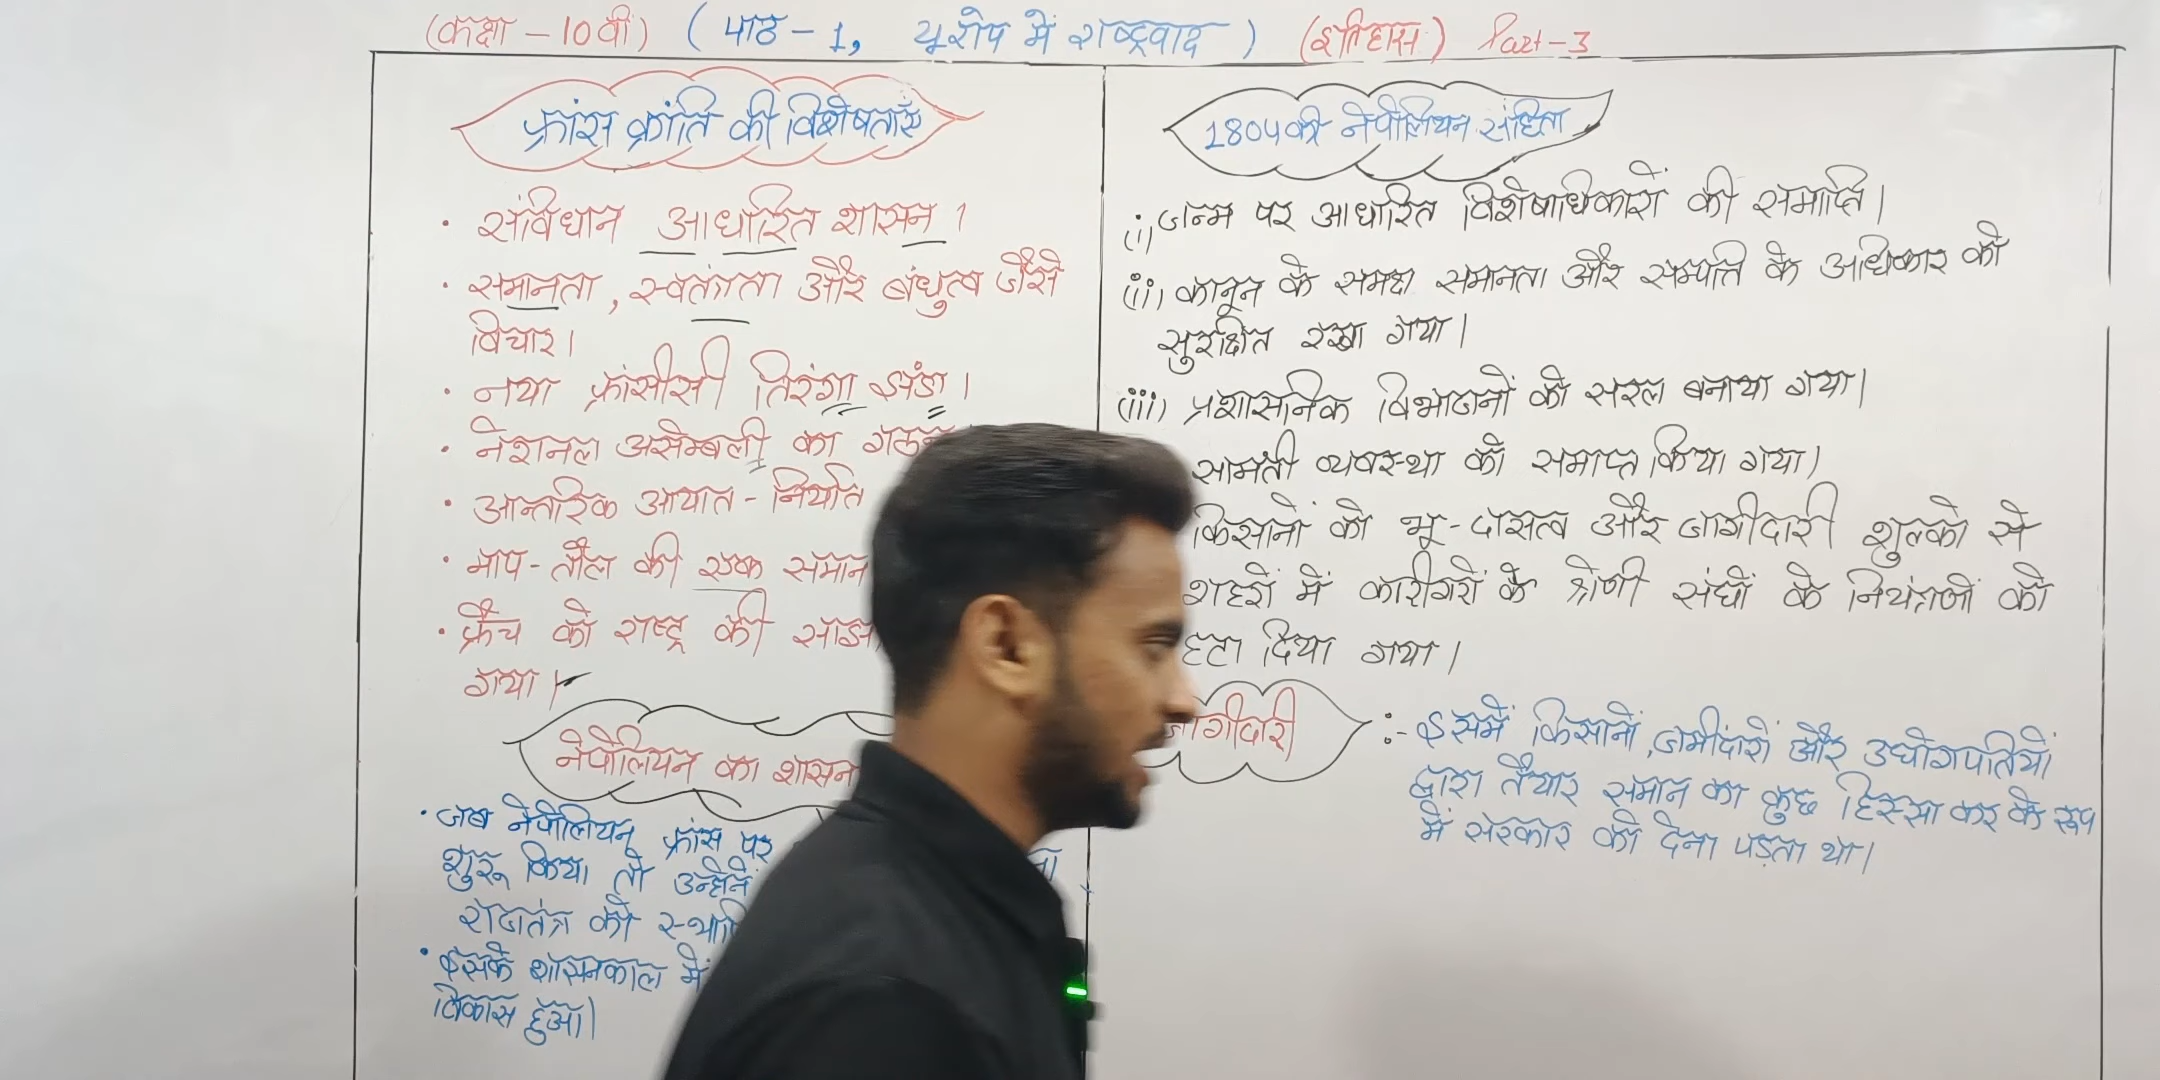 (कक्षा - 10वी) ( पाठ - 1, यूरोप में राष्ट्रवाद ) (इतिहास) Part-3
फ्रांस क्रांति की विशेषताएँ
· संविधान आधारित शासन ।
· समानता, स्वतंत्रता और बंधुत्व जैसे
विचार।
· नया फ्रांसीसी तिरंगा झंडा।
· नेशनल असेम्बली का गठन
· आन्तरिक आयात - निर्यात
· माप - तौल की एक समान
· फ्रेंच को राष्ट्र की साझा
गया।
नेपोलियन का शासन
· जब नेपोलियन फ्रांस पर
शुरू किया तो उन्होंने
राजतंत्र को
· इसके शासनकाल में
विकास हुआ।
1804 की नेपोलियन संहिता
(i) जन्म पर आधारित विशेषाधिकारों की समाप्ति।
(ii) कानून के समक्ष समानता और सम्पति के अधिकार को
सुरक्षित रखा गया।
(iii) प्रशासनिक विभाजनों को सरल बनाया गया।
सामंती व्यवस्था को समाप्त किया गया।
किसानों को भू-दासत्व और जागीदारी शुल्को से
शहरों में कारीगरों के श्रेणी संघों के नियंत्रणों को
हटा दिया गया।
जागीदारी :- इसमें किसानों, जमींदारों और उद्योगपतियों
द्वारा तैयार समान का कुछ हिस्सा कर के रूप
में सरकार को देना पड़ता था।